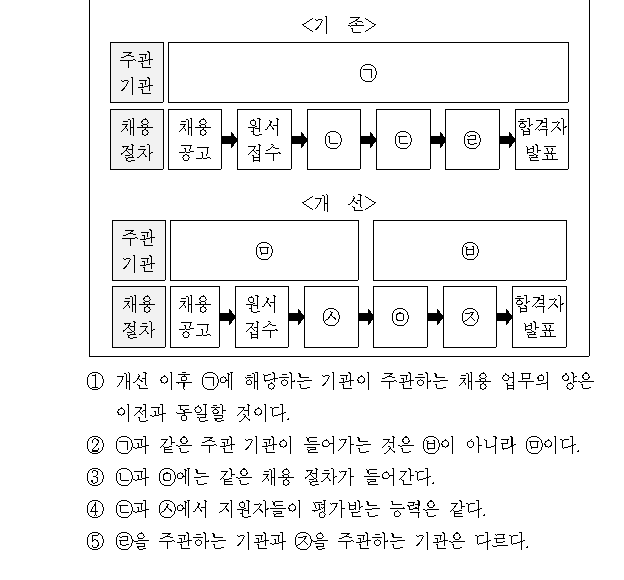 <기 존>
주관 기관
㉠
채용 절차
채용 공고
원서 접수
㉡
㉢
㉣
합격자 발표
<개 선>
주관 기관
㉤
㉥
채용 절차
채용 공고
원서 접수
㉦
㉧
㉨
합격자 발표
① 개선 이후 ㉠에 해당하는 기관이 주관하는 채용 업무의 양은
이전과 동일할 것이다.
② ㉠과 같은 주관 기관이 들어가는 것은 ㉥이 아니라 ㉤이다.
③ ㉡과 ㉧에는 같은 채용 절차가 들어간다.
④ ㉢과 ㉦에서 지원자들이 평가받는 능력은 같다.
⑤ ㉣을 주관하는 기관과 ㉨을 주관하는 기관은 다르다.